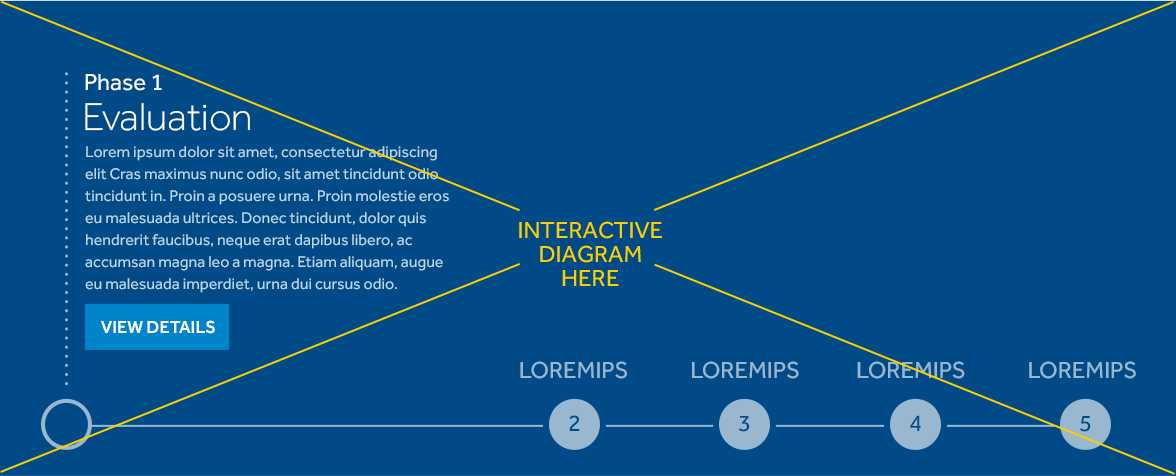 Phase 1
Evaluation
Lorem ipsum dolor sit amet, consectetur adipiscing
elit Cras maximus nunc odio, sit amet tincidunt odio
tincidunt in. Proin a posuere urna. Proin molestie eros
eu malesuada ultrices. Donec tincidunt, dolor quis
hendrerit faucibus, neque erat dapibus libero, ac
accumsan magna leo a magna. Etiam aliquam, augue
eu malesuada imperdiet, urna dui cursus odio.
VIEW DETAILS
INTERACTIVE
DIAGRAM
HERE
LOREMIPS
LOREMIPS
LOREMIPS
LOREMIPS
2
3
4
5